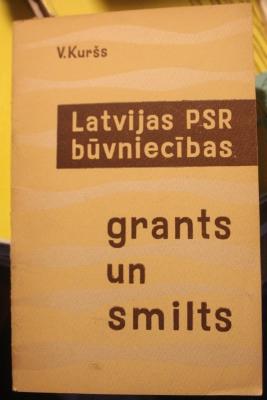 V. Kuršs
Latvijas PSR
būvniecības
grants
un
smilts